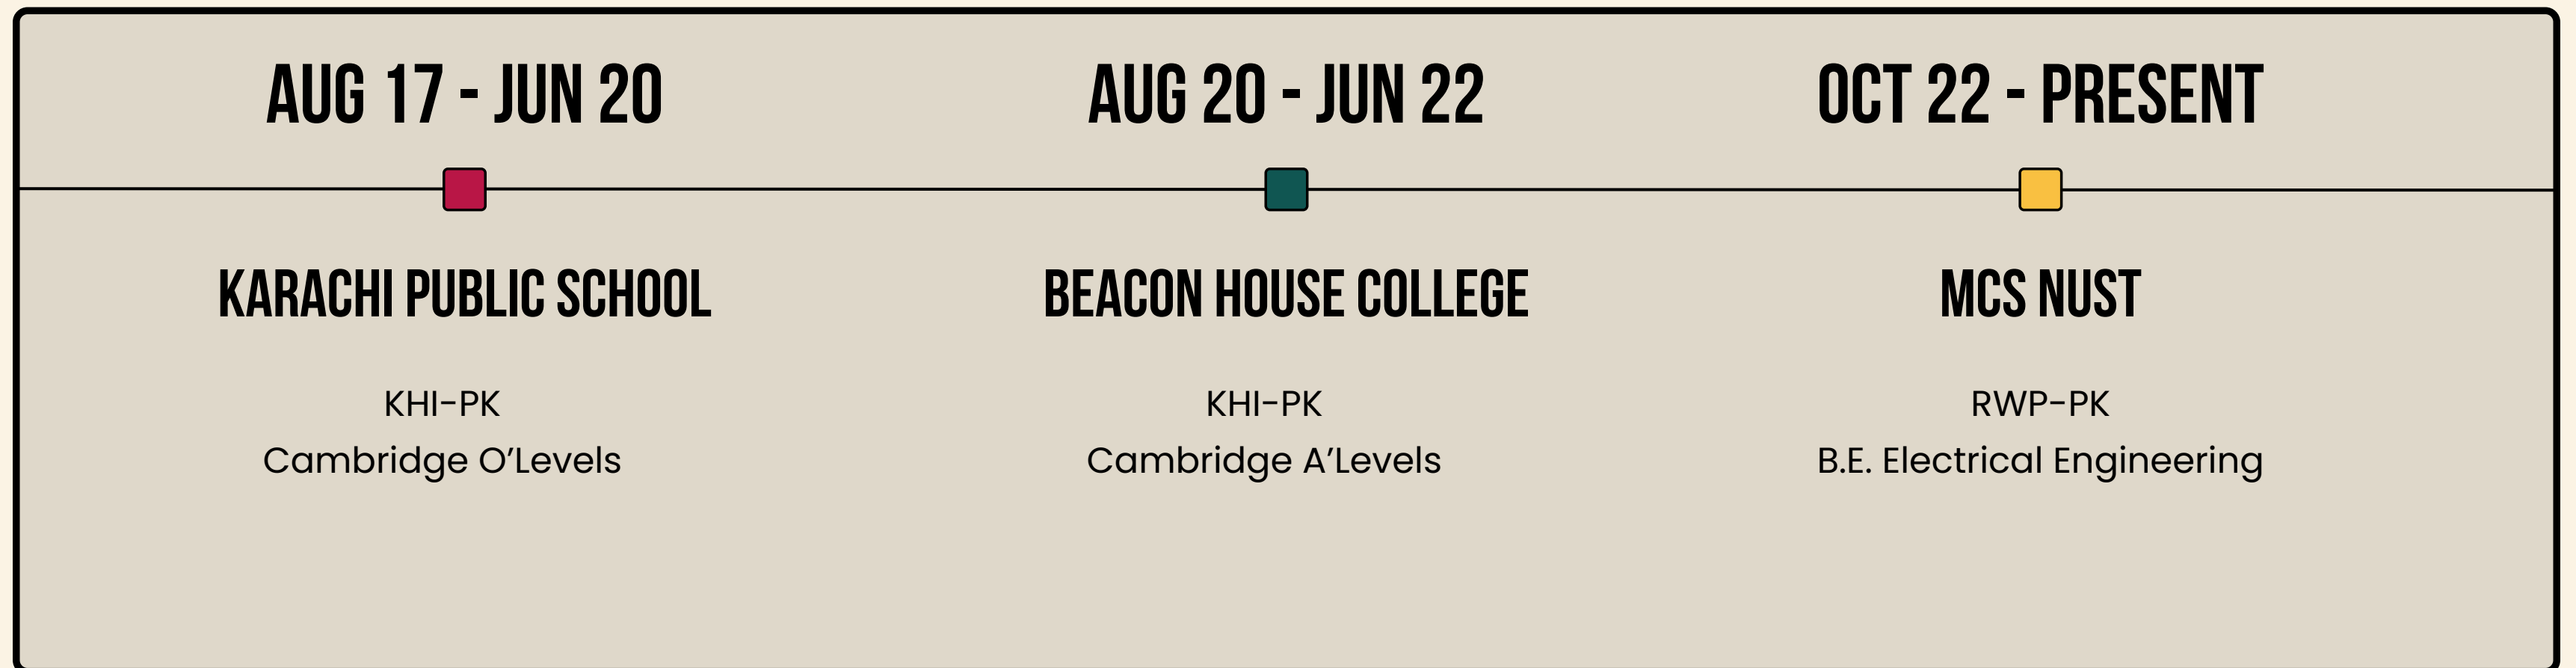 AUG 17 - JUN 20
AUG 20 - JUN 22
OCT 22 - PRESENT
KARACHI PUBLIC SCHOOL
KHI-PK
Cambridge O’Levels
BEACON HOUSE COLLEGE
KHI-PK
Cambridge A’Levels
MCS NUST
RWP-PK
B.E. Electrical Engineering